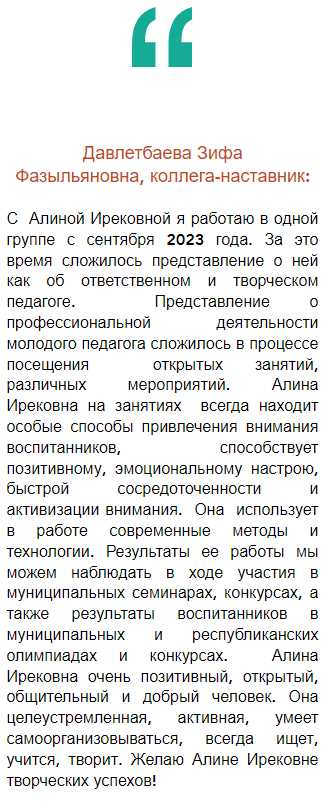 “
Давлетбаева Зифа
Фазыльяновна, коллега-наставник:
С Алиной Ирековной я работаю в одной
группе с сентября 2023 года. За это
время сложилось представление о ней
как об ответственном и творческом
педагоге. Представление о
профессиональной деятельности
молодого педагога сложилось в процессе
посещения открытых занятий,
различных мероприятий. Алина
Ирековна на занятиях всегда находит
особые способы привлечения внимания
воспитанников, способствует
позитивному, эмоциональному настрою,
быстрой сосредоточенности и
активизации внимания. Она использует
в работе современные методы и
технологии. Результаты ее работы мы
можем наблюдать в ходе участия в
муниципальных семинарах, конкурсах, а
также результаты воспитанников в
муниципальных и республиканских
олимпиадах и конкурсах. Алина
Ирековна очень позитивный, открытый,
общительный и добрый человек. Она
целеустремленная, активная, умеет
самоорганизовываться, всегда ищет,
учится, творит. Желаю Алине Ирековне
творческих успехов!